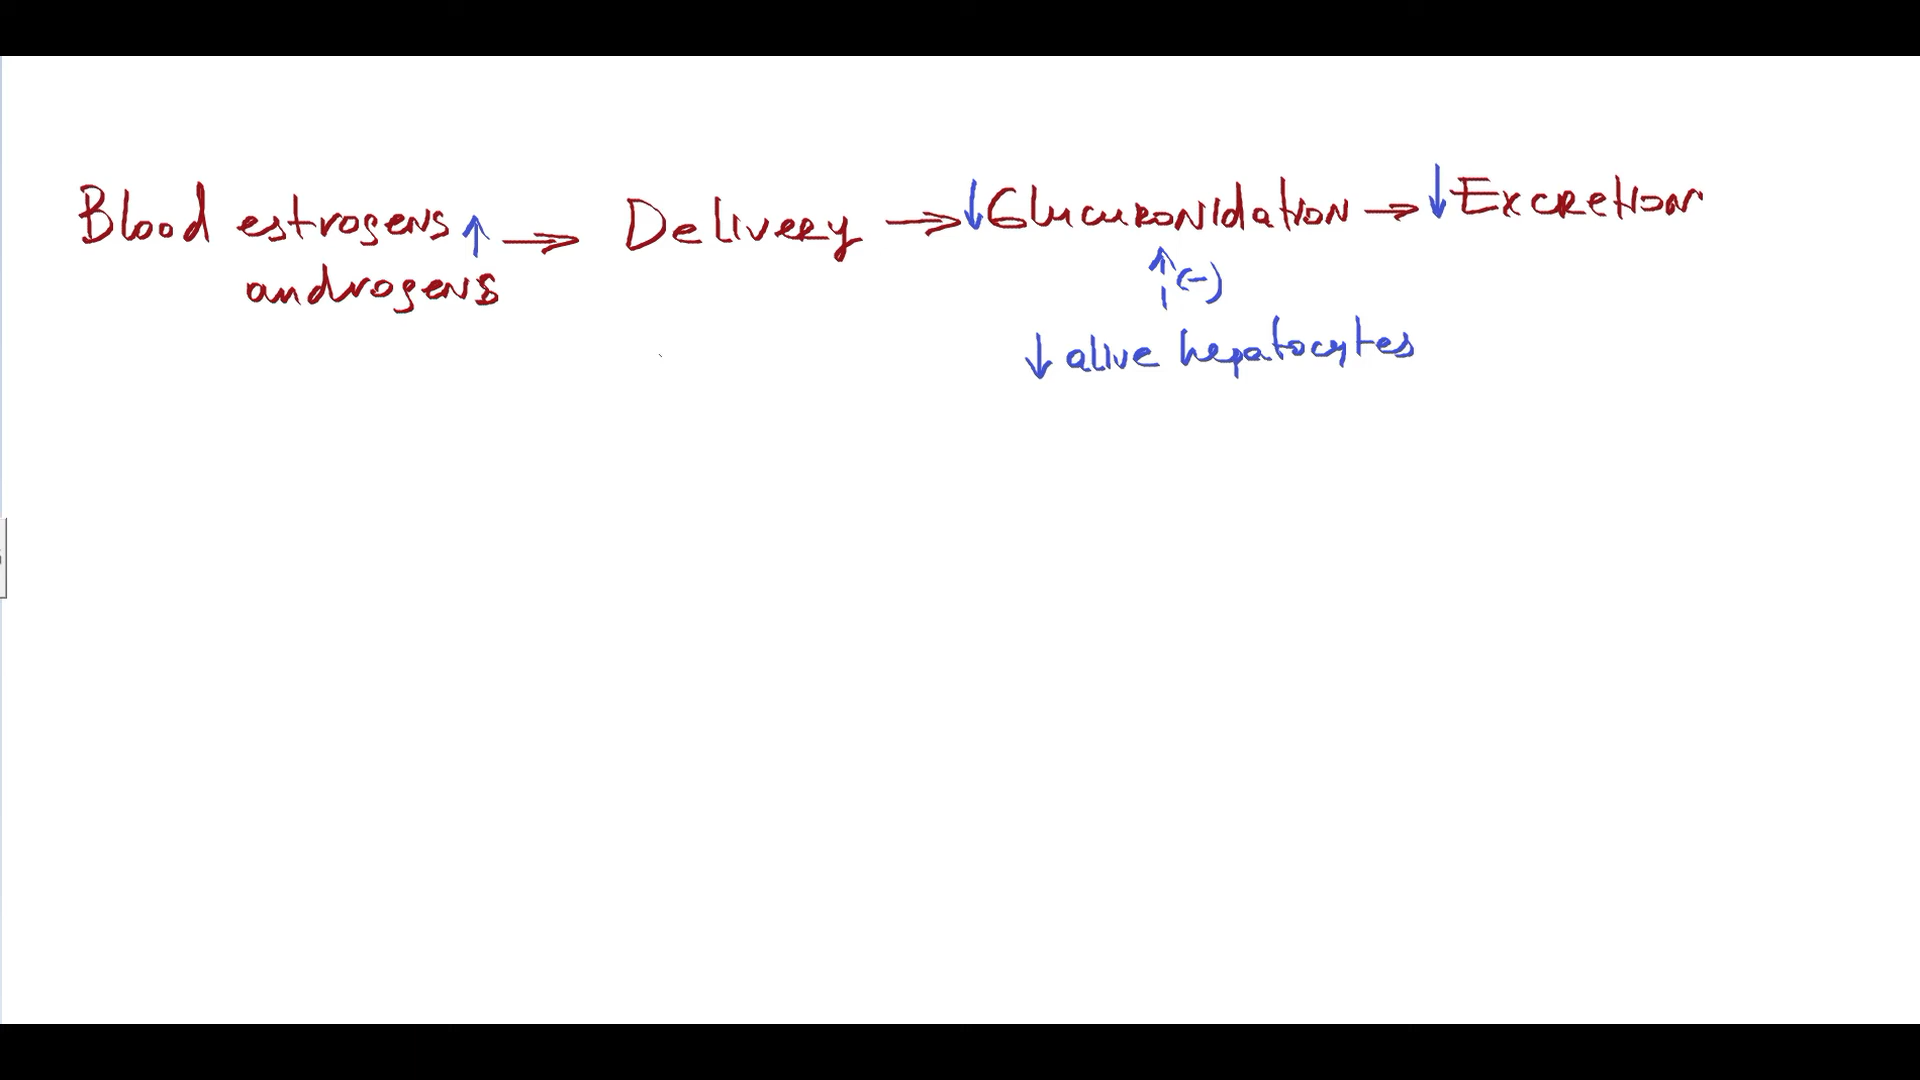 Blood estrogens ↑ → Delivery → ↓ Glucuronidation → ↓ Excretion
androgens
↑ (-)
↓ alive hepatocytes